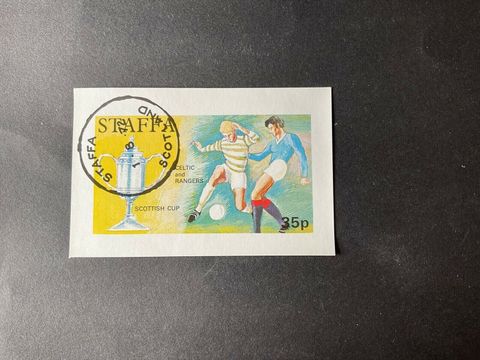 STAFFA
STAFFA SCOTLAND
CELTIC
and
RANGERS
SCOTTISH CUP
35p